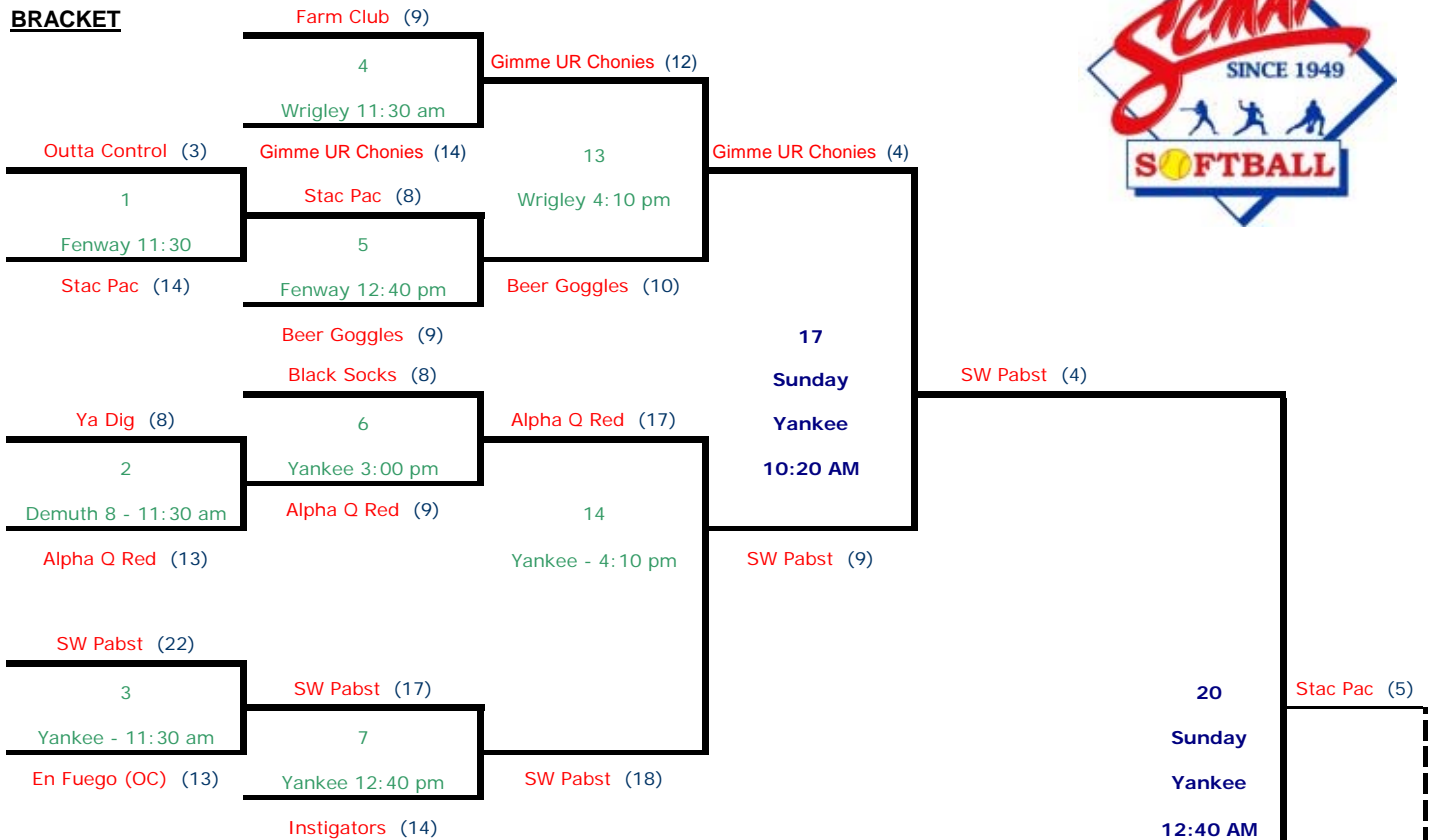 BRACKET
Farm Club (9)
4
Wrigley 11:30 am
Gimme UR Chonies (14)
Gimme UR Chonies (12)
SCMAF
SINCE 1949
SOFTBALL
Outta Control (3)
1
Fenway 11:30
Stac Pac (14)
Stac Pac (8)
5
Fenway 12:40 pm
Beer Goggles (9)
13
Wrigley 4:10 pm
Beer Goggles (10)
Gimme UR Chonies (4)
17
Sunday
Yankee
10:20 AM
SW Pabst (9)
SW Pabst (4)
Black Socks (8)
6
Yankee 3:00 pm
Alpha Q Red (9)
Alpha Q Red (17)
Ya Dig (8)
2
Demuth 8 - 11:30 am
Alpha Q Red (13)
14
Yankee - 4:10 pm
SW Pabst (18)
SW Pabst (22)
3
Yankee - 11:30 am
En Fuego (OC) (13)
SW Pabst (17)
7
Yankee 12:40 pm
Instigators (14)
20
Sunday
Yankee
12:40 AM
Stac Pac (5)